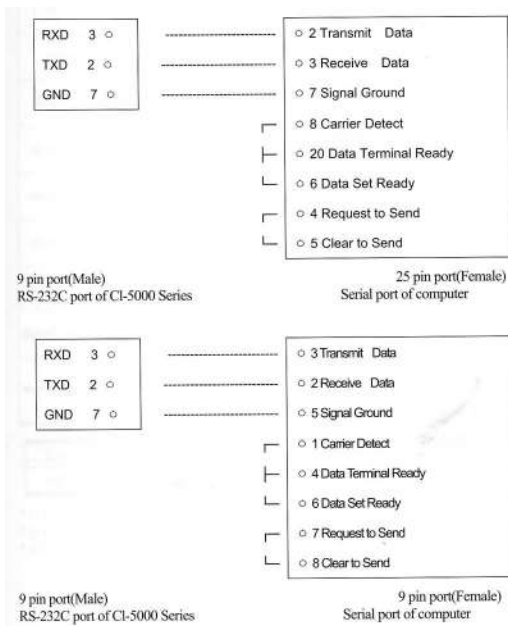 RXD 3 2 Transmit Data
TXD 2 3 Receive Data
GND 7 7 Signal Ground
8 Carrier Detect
20 Data Terminal Ready
6 Data Set Ready
4 Request to Send
5 Clear to Send
9 pin port(Male) 25 pin port(Female)
RS-232C port of CI-5000 Series Serial port of computer
RXD 3 3 Transmit Data
TXD 2 2 Receive Data
GND 7 5 Signal Ground
1 Carrier Detect
4 Data Terminal Ready
6 Data Set Ready
7 Request to Send
8 Clear to Send
9 pin port(Male) 9 pin port(Female)
RS-232C port of CI-5000 Series Serial port of computer